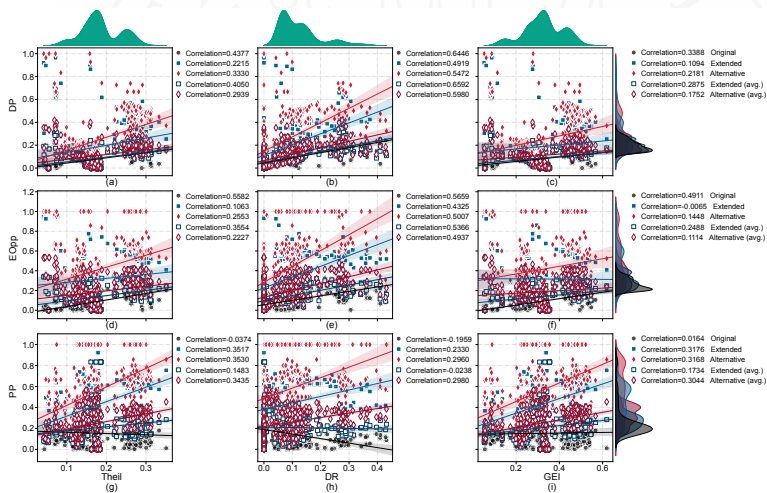 Correlation=0.4377
Correlation=0.2215
Correlation=0.3330
Correlation=0.4050
Correlation=0.2939
Correlation=0.6446
Correlation=0.4919
Correlation=0.5472
Correlation=0.6592
Correlation=0.5980
Correlation=0.3388 Original
Correlation=0.1094 Extended
Correlation=0.2181 Alternative
Correlation=0.2875 Extended (avg.)
Correlation=0.1752 Alternative (avg.)
DP
1.0
0.8
0.6
0.4
0.2
0.0
(a)
(b)
(c)
Correlation=0.5582
Correlation=0.1063
Correlation=0.2553
Correlation=0.3554
Correlation=0.2227
Correlation=0.5659
Correlation=0.4325
Correlation=0.5007
Correlation=0.5366
Correlation=0.4937
Correlation=0.4911 Original
Correlation=-0.0065 Extended
Correlation=0.1448 Alternative
Correlation=0.2488 Extended (avg.)
Correlation=0.1114 Alternative (avg.)
EOpp
1.2
1.0
0.8
0.6
0.4
0.2
0.0
(d)
(e)
(f)
Correlation=-0.0374
Correlation=0.3517
Correlation=0.3530
Correlation=0.1483
Correlation=0.3435
Correlation=-0.1959
Correlation=0.2330
Correlation=0.2960
Correlation=-0.0238
Correlation=0.2980
Correlation=0.0164 Original
Correlation=0.3176 Extended
Correlation=0.3168 Alternative
Correlation=0.1734 Extended (avg.)
Correlation=0.3044 Alternative (avg.)
PP
1.0
0.8
0.6
0.4
0.2
0.0
0.1 0.2 0.3
Theil
(g)
0.0 0.1 0.2 0.3 0.4
DR
(h)
0.2 0.4 0.6
GEI
(i)